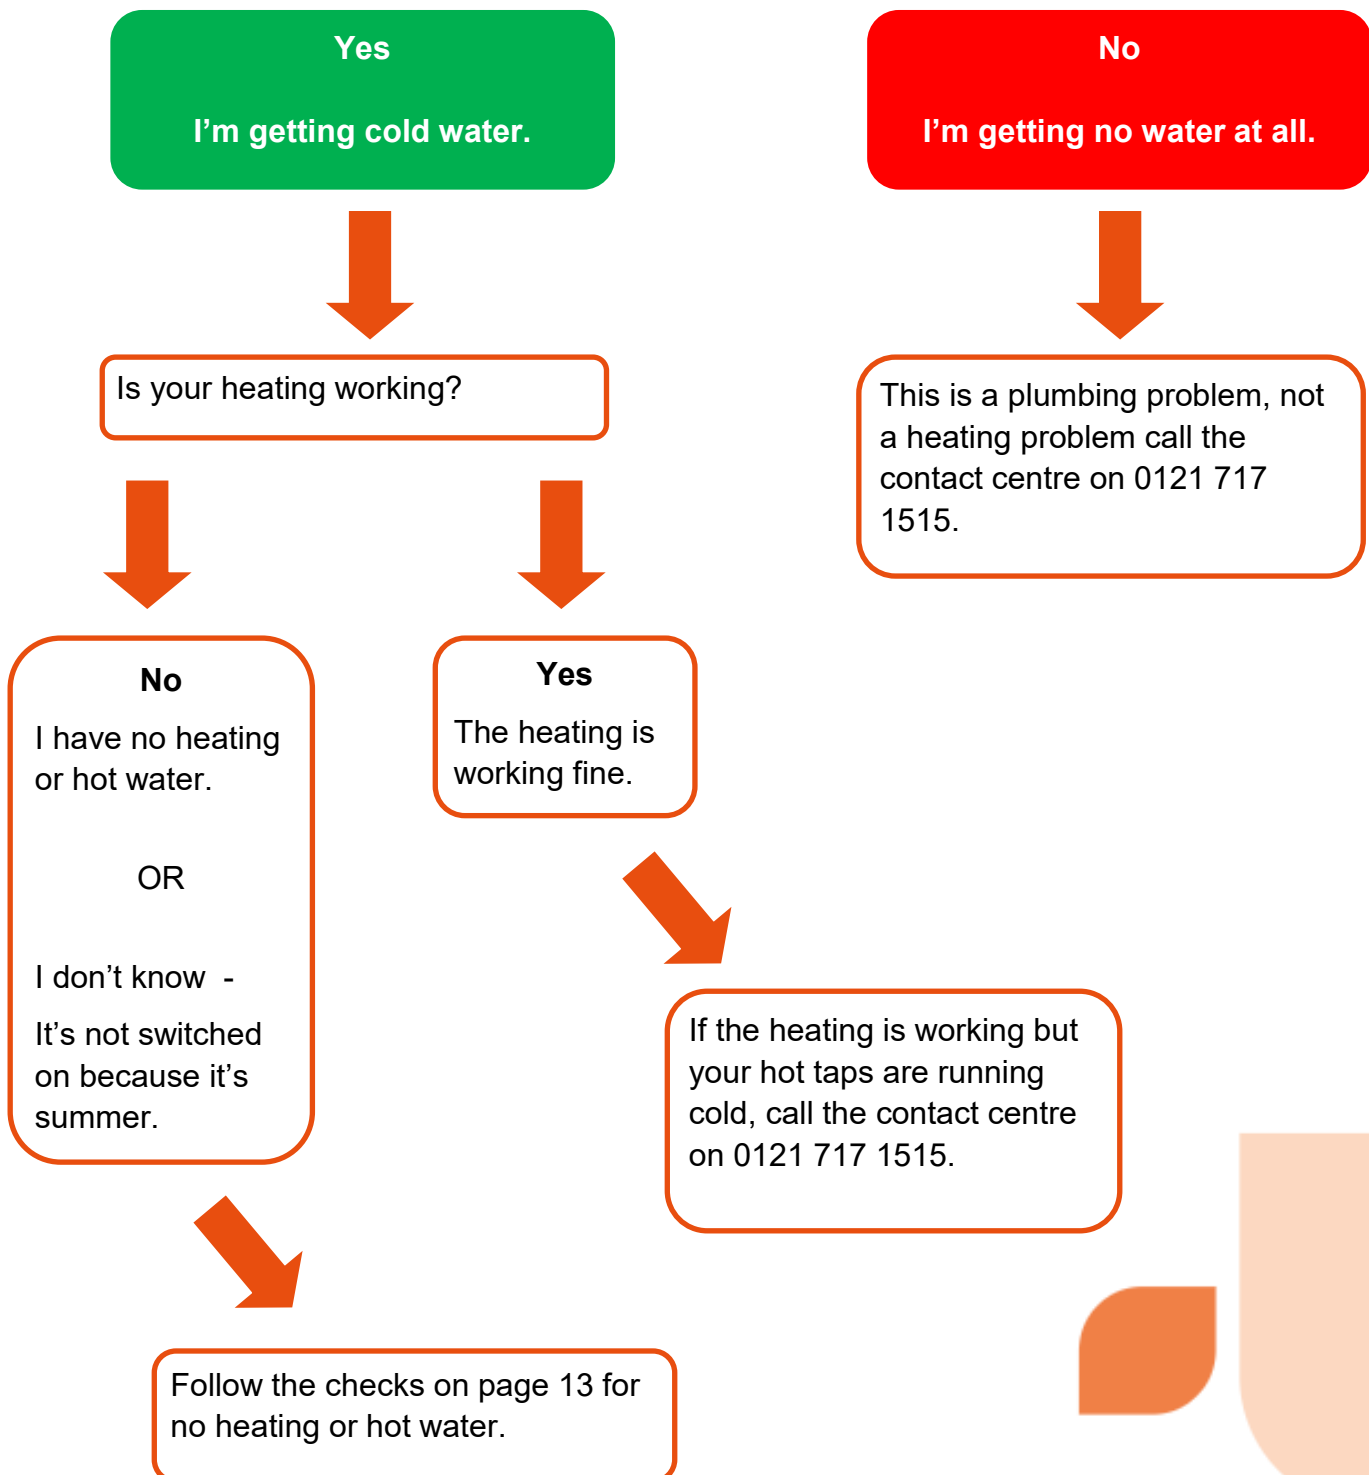 Yes
I’m getting cold water.
No
I’m getting no water at all.
Is your heating working?
This is a plumbing problem, not
a heating problem call the
contact centre on 0121 717
1515.
No
I have no heating
or hot water.
OR
I don’t know -
It’s not switched
on because it’s
summer.
Yes
The heating is
working fine.
If the heating is working but
your hot taps are running
cold, call the contact centre
on 0121 717 1515.
Follow the checks on page 13 for
no heating or hot water.